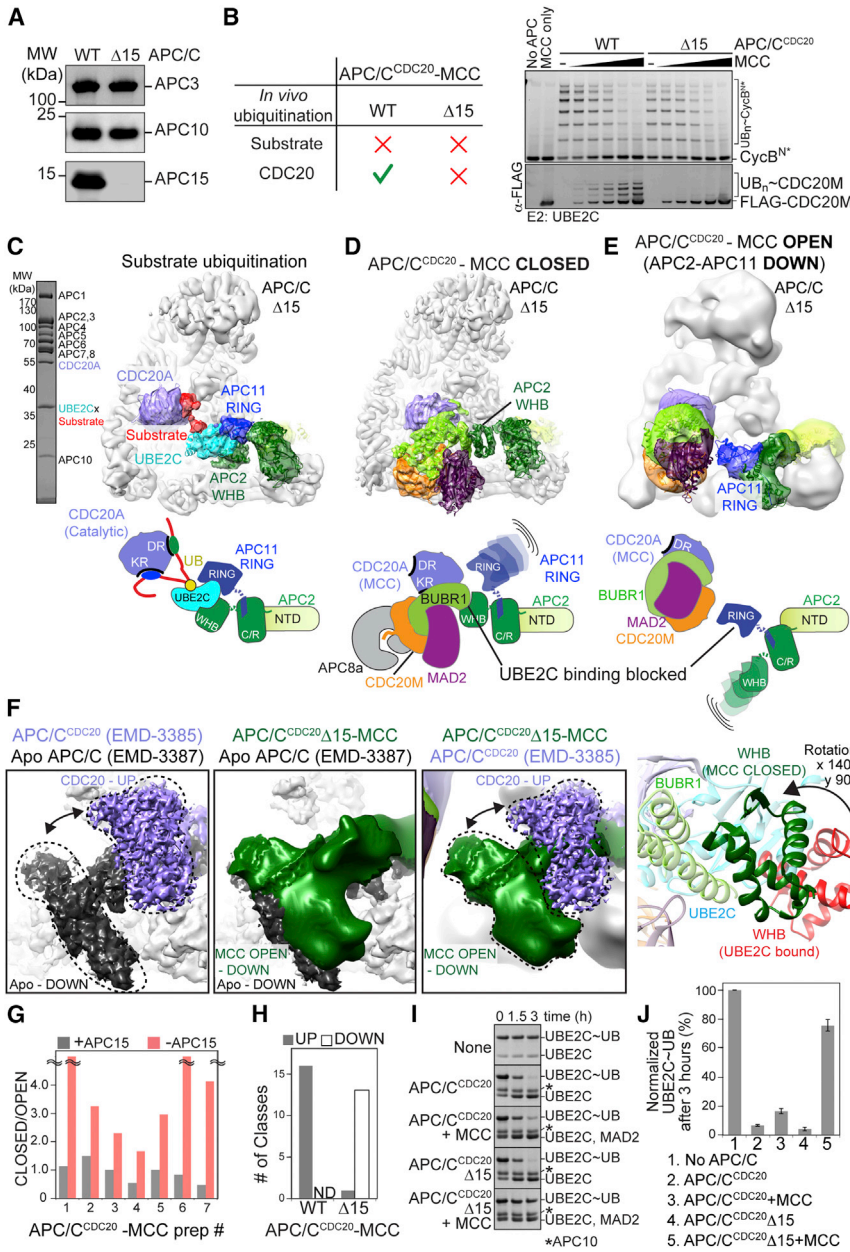 A
MW
(kDa)
WT Δ15 APC/C
APC3
100
25
APC10
15
APC15
B
APC/C^CDC20-MCC
In vivo
ubiquitination
WT Δ15
Substrate
CDC20
No APC
MCC only
WT Δ15 APC/C^CDC20
– – MCC
UBn~CycB^N*
CycB^N*
α-FLAG
UBn~CDC20M
FLAG-CDC20M
E2: UBE2C
C
Substrate ubiquitination
MW
(kDa)
170
130
100
70
55
40
35
25
APC1
APC2,3
APC4
APC5
APC6
APC7,8
CDC20A
UBE2Cx
Substrate
APC10
APC/C
Δ15
CDC20A
APC11
RING
Substrate
UBE2C
APC2
WHB
CDC20A
(Catalytic)
DR
KR
UB
APC11
RING
RING
UBE2C
WHB
C/R
APC2
NTD
D
APC/C^CDC20 - MCC CLOSED
APC/C
Δ15
APC2
WHB
CDC20A
(MCC)
DR
KR
RING
APC11
RING
BUBR1
WHB
C/R
APC2
NTD
APC8a
CDC20M
MAD2
UBE2C binding blocked
E
APC/C^CDC20 - MCC OPEN
(APC2-APC11 DOWN)
APC/C
Δ15
APC11
RING
CDC20A
(MCC)
DR
BUBR1
MAD2
CDC20M
RING
APC2
C/R
NTD
WHB
F
APC/C^CDC20 (EMD-3385)
Apo APC/C (EMD-3387)
CDC20 - UP
Apo - DOWN
APC/C^CDC20Δ15-MCC
Apo APC/C (EMD-3387)
MCC OPEN
- DOWN
Apo - DOWN
APC/C^CDC20Δ15-MCC
APC/C^CDC20 (EMD-3385)
CDC20 - UP
MCC OPEN
- DOWN
WHB
(MCC CLOSED)
Rotatio
x 140
y 90
BUBR1
UBE2C
WHB
(UBE2C bound)
G
+APC15 -APC15
CLOSED/OPEN
4.0
3.0
2.0
1.0
0
1 2 3 4 5 6 7
APC/C^CDC20 -MCC prep #
H
UP DOWN
# of Classes
16
12
8
4
0
ND
WT Δ15
APC/C^CDC20-MCC
I
0 1.5 3 time (h)
None
UBE2C~UB
UBE2C
APC/C^CDC20
UBE2C~UB
*
UBE2C
APC/C^CDC20
+ MCC
UBE2C~UB
*
UBE2C, MAD2
APC/C^CDC20
Δ15
UBE2C~UB
*
UBE2C
APC/C^CDC20
Δ15
+ MCC
UBE2C~UB
*
UBE2C, MAD2
*APC10
J
Normalized
UBE2C~UB
after 3 hours (%)
100
80
60
40
20
0
1 2 3 4 5
1. No APC/C
2. APC/C^CDC20
3. APC/C^CDC20+MCC
4. APC/C^CDC20Δ15
5. APC/C^CDC20Δ15+MCC